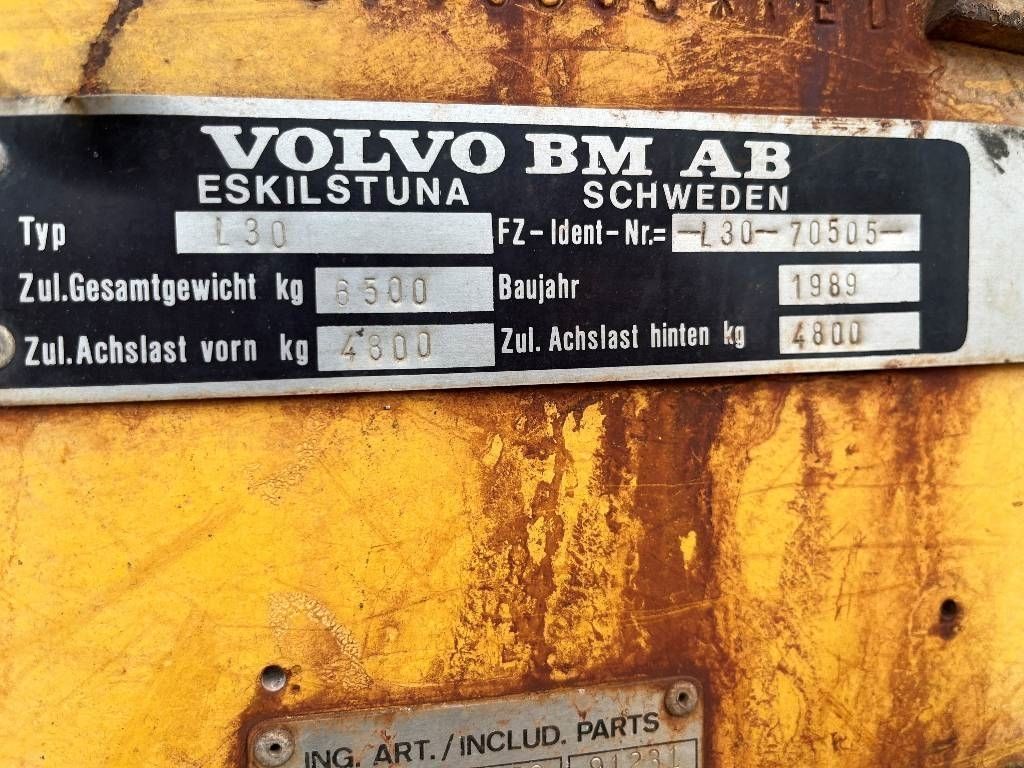 VOLVO BM AB
ESKILSTUNA SCHWEDEN
Typ L30 FZ-Ident-Nr.= -L30-70505-
Zul.Gesamtgewicht kg 6500 Baujahr 1989
Zul.Achslast vorn kg 4800 Zul. Achslast hinten kg 4800
ING. ART./INCLUD. PARTS
91231